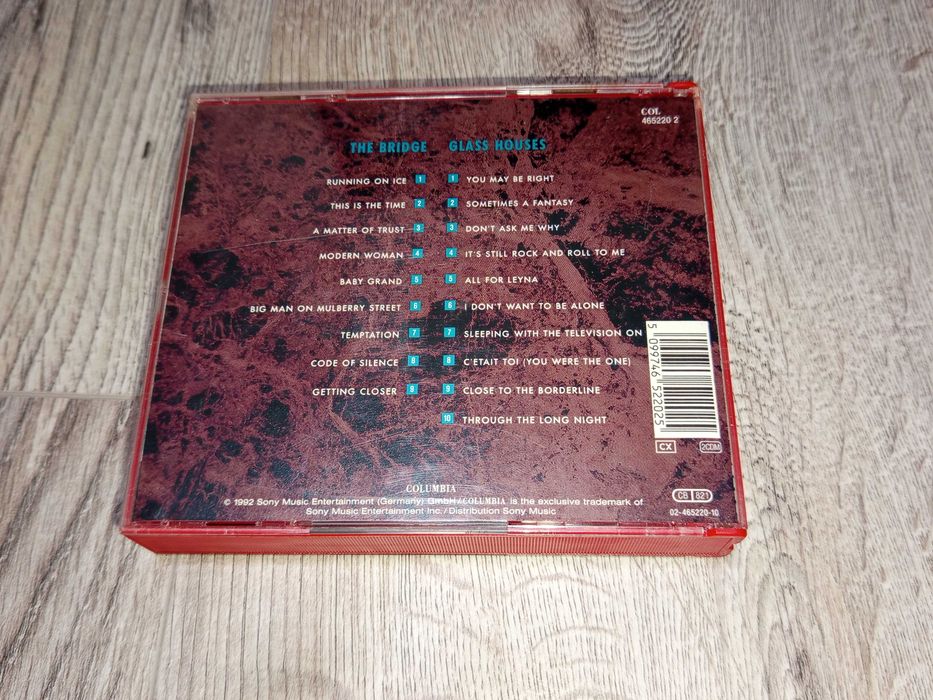 COL
465220 2
THE BRIDGE
RUNNING ON ICE 1
THIS IS THE TIME 2
A MATTER OF TRUST 3
MODERN WOMAN 4
BABY GRAND 5
BIG MAN ON MULBERRY STREET 6
TEMPTATION 7
CODE OF SILENCE 8
GETTING CLOSER 9
GLASS HOUSES
1 YOU MAY BE RIGHT
2 SOMETIMES A FANTASY
3 DON'T ASK ME WHY
4 IT'S STILL ROCK AND ROLL TO ME
5 ALL FOR LEYNA
6 I DON'T WANT TO BE ALONE
7 SLEEPING WITH THE TELEVISION ON
8 C'ETAIT TOI (YOU WERE THE ONE)
9 CLOSE TO THE BORDERLINE
10 THROUGH THE LONG NIGHT
5 099746 522025
CX
2CDM
COLUMBIA
© 1992 Sony Music Entertainment (Germany) GmbH/COLUMBIA is the exclusive trademark of
Sony Music Entertainment Inc./Distribution Sony Music
CB 821
02-465220-10